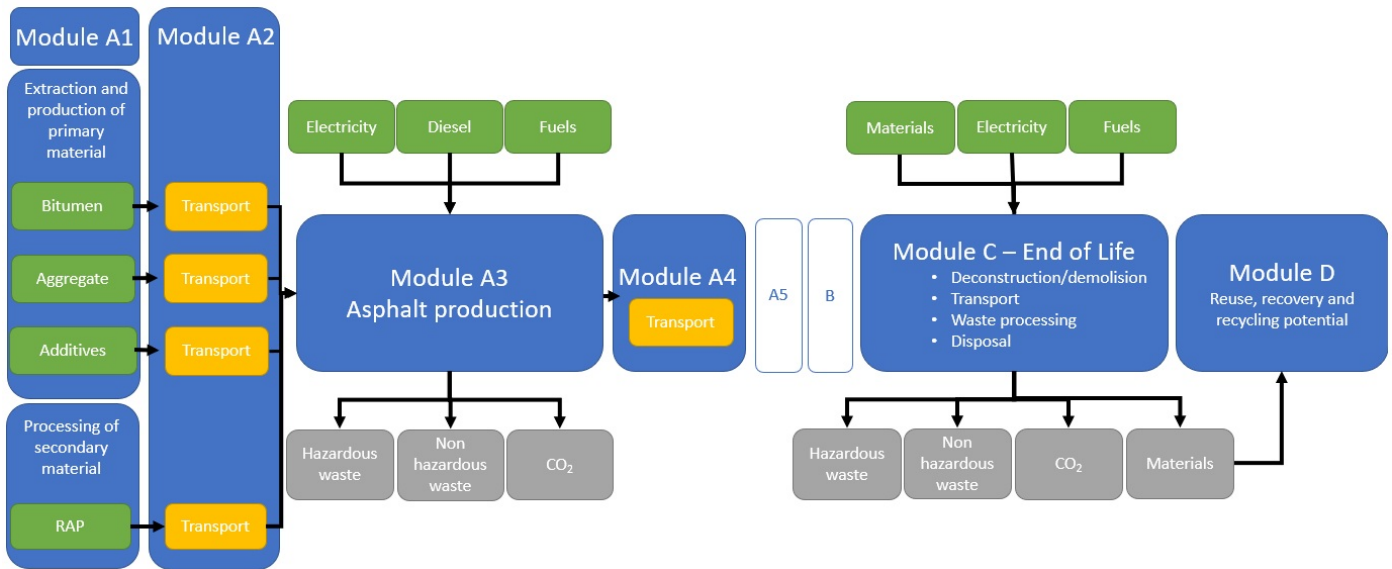 Module A1
Extraction and
production of
primary
material
Bitumen
Aggregate
Additives
Processing of
secondary
material
RAP
Module A2
Transport
Transport
Transport
Transport
Electricity
Diesel
Fuels
Module A3
Asphalt production
Hazardous
waste
Non
hazardous
waste
CO₂
Module A4
Transport
A5
B
Materials
Electricity
Fuels
Module C – End of Life
• Deconstruction/demolision
• Transport
• Waste processing
• Disposal
Hazardous
waste
Non
hazardous
waste
CO₂
Materials
Module D
Reuse, recovery and
recycling potential